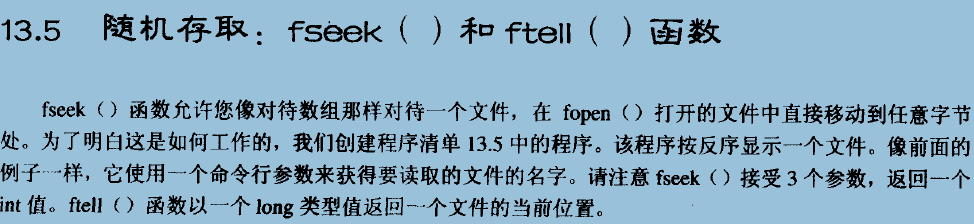 13.5 随机存取：fseek（ ）和 ftell（ ）函数
fseek（）函数允许您像对待数组那样对待一个文件，在 fopen（）打开的文件中直接移动到任意字节
处。为了明白这是如何工作的，我们创建程序清单 13.5 中的程序。该程序按反序显示一个文件。像前面的
例子一样，它使用一个命令行参数来获得要读取的文件的名字。请注意 fseek（）接受 3 个参数，返回一个
int 值。ftell（）函数以一个 long 类型值返回一个文件的当前位置。